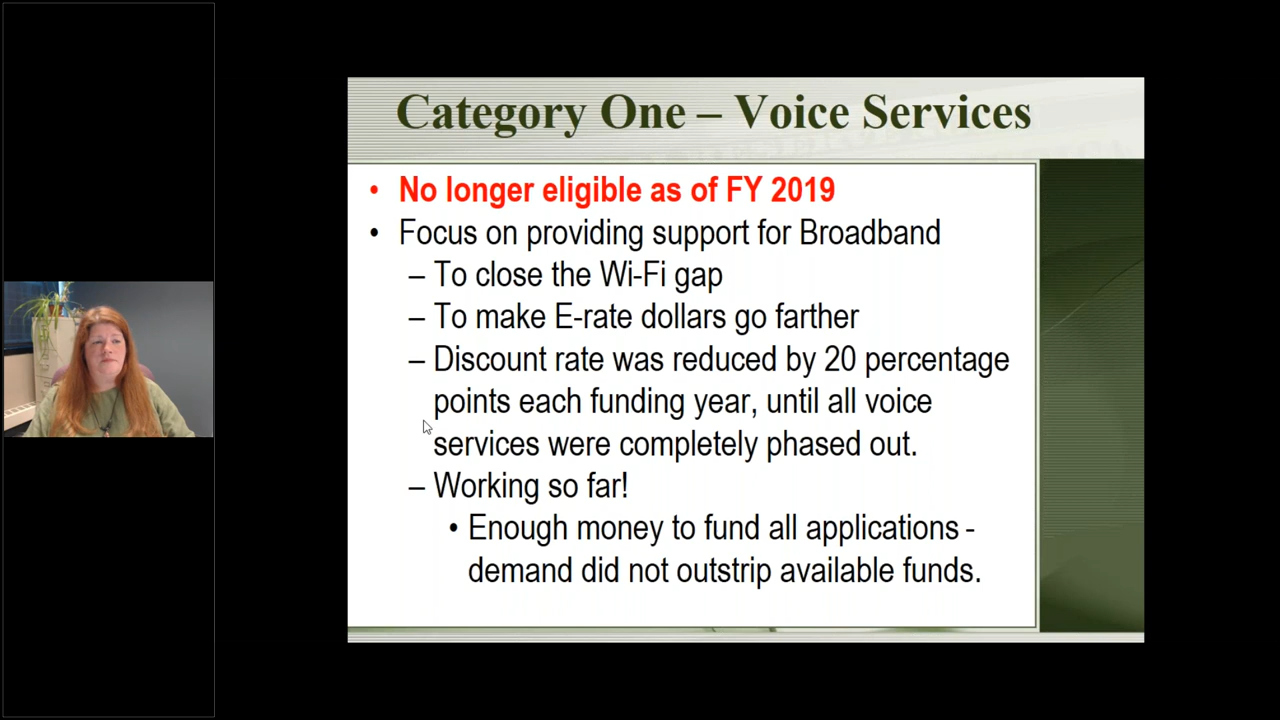 Category One – Voice Services
• No longer eligible as of FY 2019
• Focus on providing support for Broadband
– To close the Wi-Fi gap
– To make E-rate dollars go farther
– Discount rate was reduced by 20 percentage
points each funding year, until all voice
services were completely phased out.
– Working so far!
• Enough money to fund all applications -
demand did not outstrip available funds.